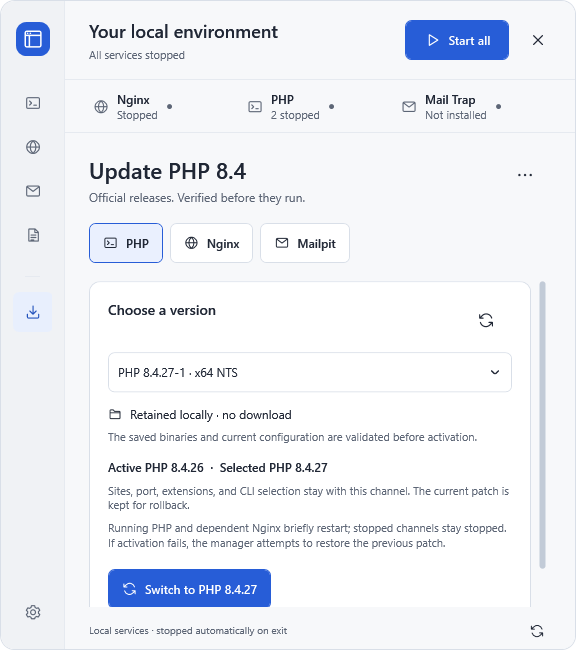 Your local environment
All services stopped
Start all
Nginx
Stopped
PHP
2 stopped
Mail Trap
Not installed
Update PHP 8.4
Official releases. Verified before they run.
PHP
Nginx
Mailpit
Choose a version
PHP 8.4.27-1 · x64 NTS
Retained locally · no download
The saved binaries and current configuration are validated before activation.
Active PHP 8.4.26 · Selected PHP 8.4.27
Sites, port, extensions, and CLI selection stay with this channel. The current patch is
kept for rollback.
Running PHP and dependent Nginx briefly restart; stopped channels stay stopped.
If activation fails, the manager attempts to restore the previous patch.
Switch to PHP 8.4.27
Local services · stopped automatically on exit